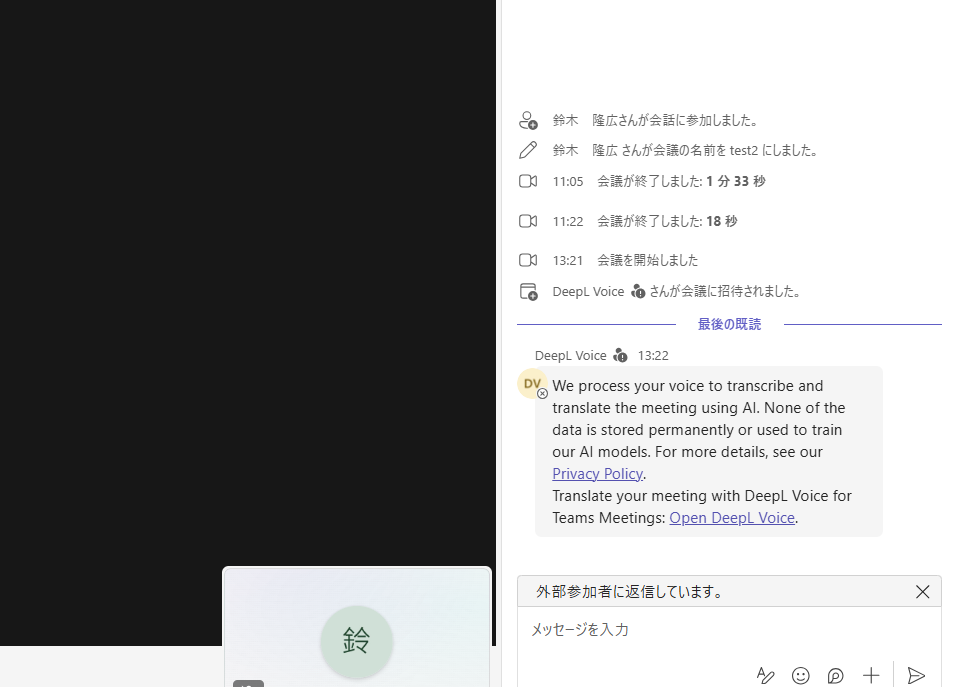 鈴木　隆広さんが会話に参加しました。
鈴木　隆広 さんが会議の名前を test2 にしました。
11:05 会議が終了しました: 1 分 33 秒
11:22 会議が終了しました: 18 秒
13:21 会議を開始しました
DeepL Voice さんが会議に招待されました。
最後の既読
DeepL Voice 13:22
DV
We process your voice to transcribe and
translate the meeting using AI. None of the
data is stored permanently or used to train
our AI models. For more details, see our
Privacy Policy.
Translate your meeting with DeepL Voice for
Teams Meetings: Open DeepL Voice.
外部参加者に返信しています。
メッセージを入力
鈴